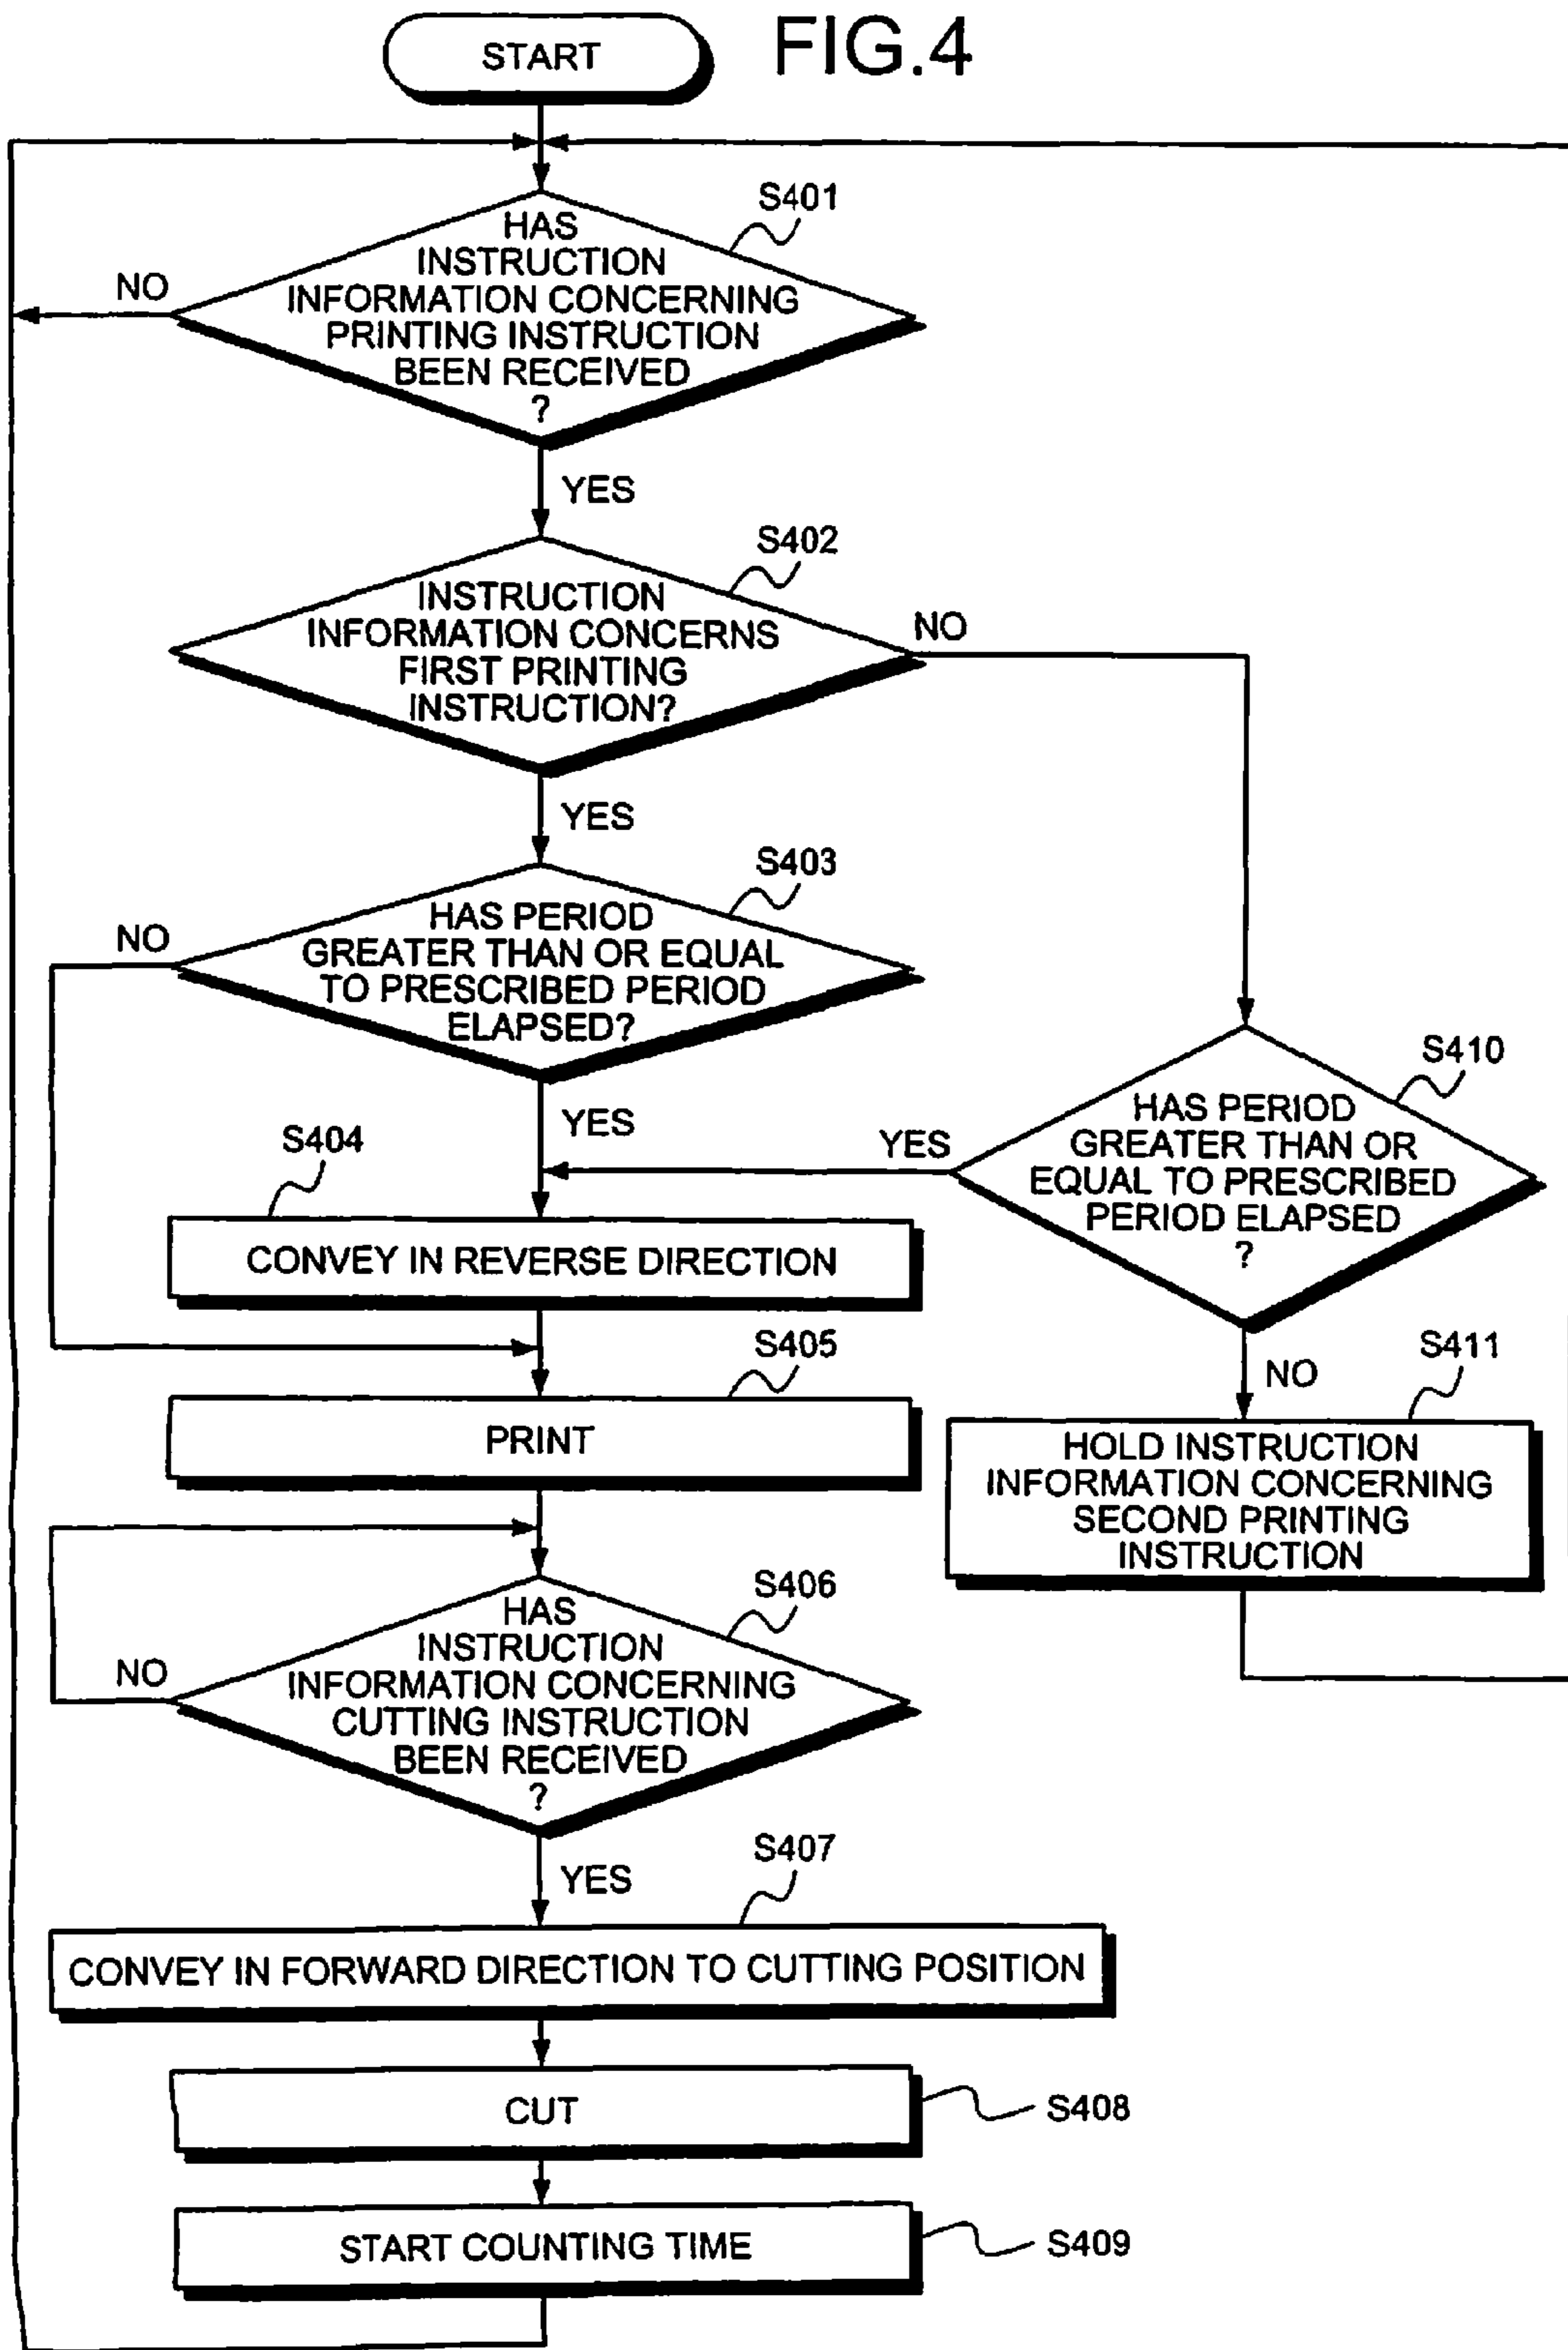 START
FIG.4
S401
HAS
INSTRUCTION
INFORMATION CONCERNING
PRINTING INSTRUCTION
BEEN RECEIVED
?
NO
YES
S402
INSTRUCTION
INFORMATION CONCERNS
FIRST PRINTING
INSTRUCTION?
NO
YES
S403
HAS PERIOD
GREATER THAN OR EQUAL
TO PRESCRIBED PERIOD
ELAPSED?
NO
YES
S410
HAS PERIOD
GREATER THAN OR
EQUAL TO PRESCRIBED
PERIOD ELAPSED
?
YES
NO
S404
CONVEY IN REVERSE DIRECTION
S405
PRINT
S411
HOLD INSTRUCTION
INFORMATION CONCERNING
SECOND PRINTING
INSTRUCTION
S406
HAS
INSTRUCTION
INFORMATION CONCERNING
CUTTING INSTRUCTION
BEEN RECEIVED
?
NO
YES
S407
CONVEY IN FORWARD DIRECTION TO CUTTING POSITION
CUT
S408
START COUNTING TIME
S409